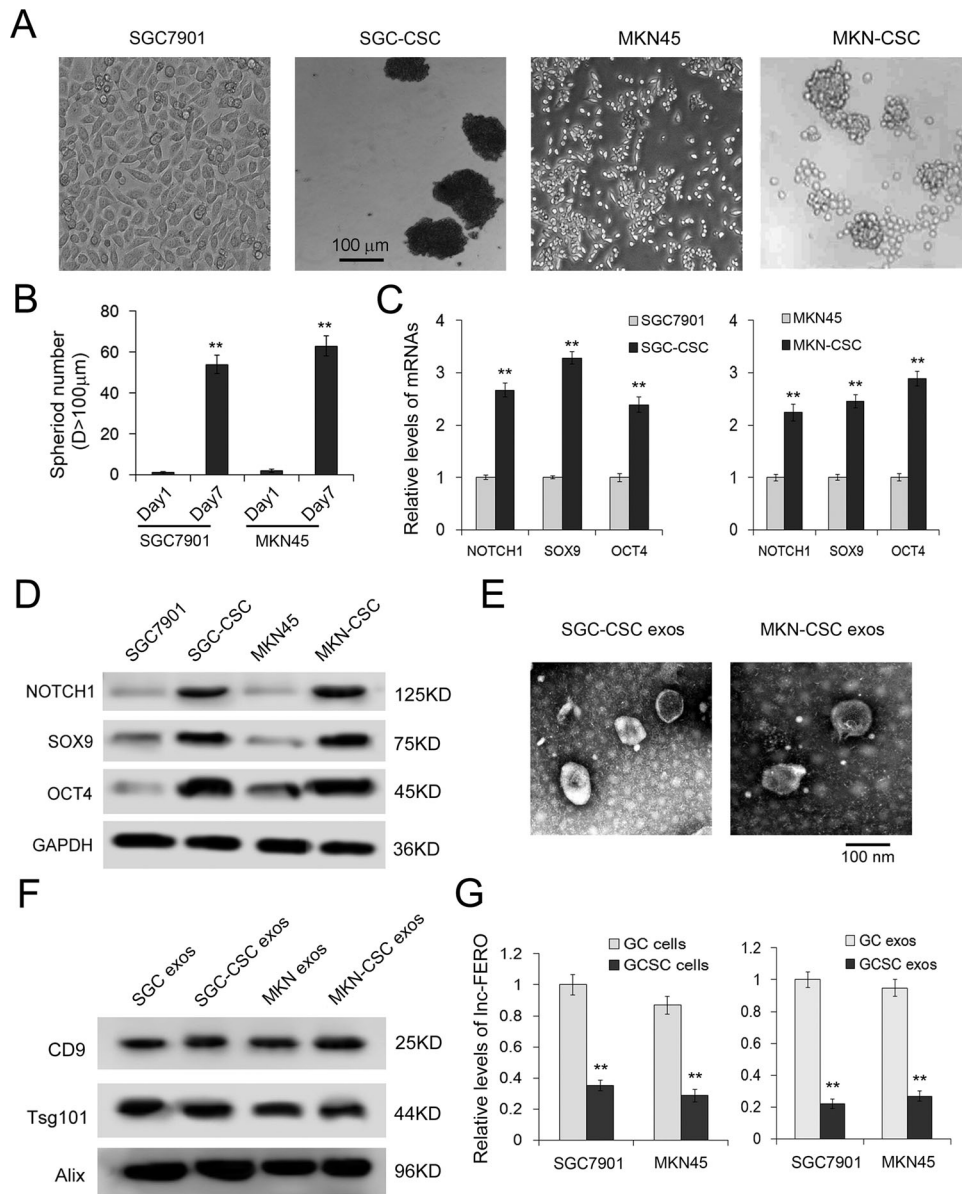 A
SGC7901 SGC-CSC MKN45 MKN-CSC
100 μm
B
Spheriod number
(D>100μm)
80
60
40
20
0
** **
Day1 Day7 Day1 Day7
SGC7901 MKN45
C
Relative levels of mRNAs
4
3
2
1
0
SGC7901
SGC-CSC
** ** **
NOTCH1 SOX9 OCT4
4
3
2
1
0
MKN45
MKN-CSC
** ** **
NOTCH1 SOX9 OCT4
D
SGC7901 SGC-CSC MKN45 MKN-CSC
NOTCH1 125KD
SOX9 75KD
OCT4 45KD
GAPDH 36KD
E
SGC-CSC exos MKN-CSC exos
100 nm
F
SGC exos SGC-CSC exos MKN exos MKN-CSC exos
CD9 25KD
Tsg101 44KD
Alix 96KD
G
Relative levels of lnc-FERO
1.2
1
0.8
0.6
0.4
0.2
0
GC cells
GCSC cells
** **
SGC7901 MKN45
1.2
1
0.8
0.6
0.4
0.2
0
GC exos
GCSC exos
** **
SGC7901 MKN45